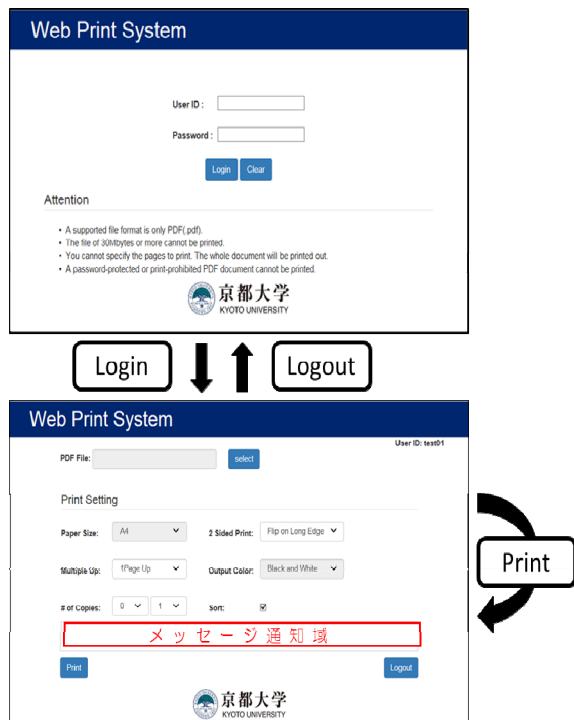 Web Print System
User ID :
Password :
Login Clear
Attention
• A supported file format is only PDF(.pdf).
• The file of 30Mbytes or more cannot be printed.
• You cannot specify the pages to print. The whole document will be printed out.
• A password-protected or print-prohibited PDF document cannot be printed.
京都大学
KYOTO UNIVERSITY
Login Logout
Web Print System
User ID: test01
PDF File: select
Print Setting
Paper Size: A4 2 Sided Print: Flip on Long Edge
Multiple Up: 1Page Up Output Color: Black and White
# of Copies: 0 1 Sort:
メッセージ通知域
Print Logout
京都大学
KYOTO UNIVERSITY
Print